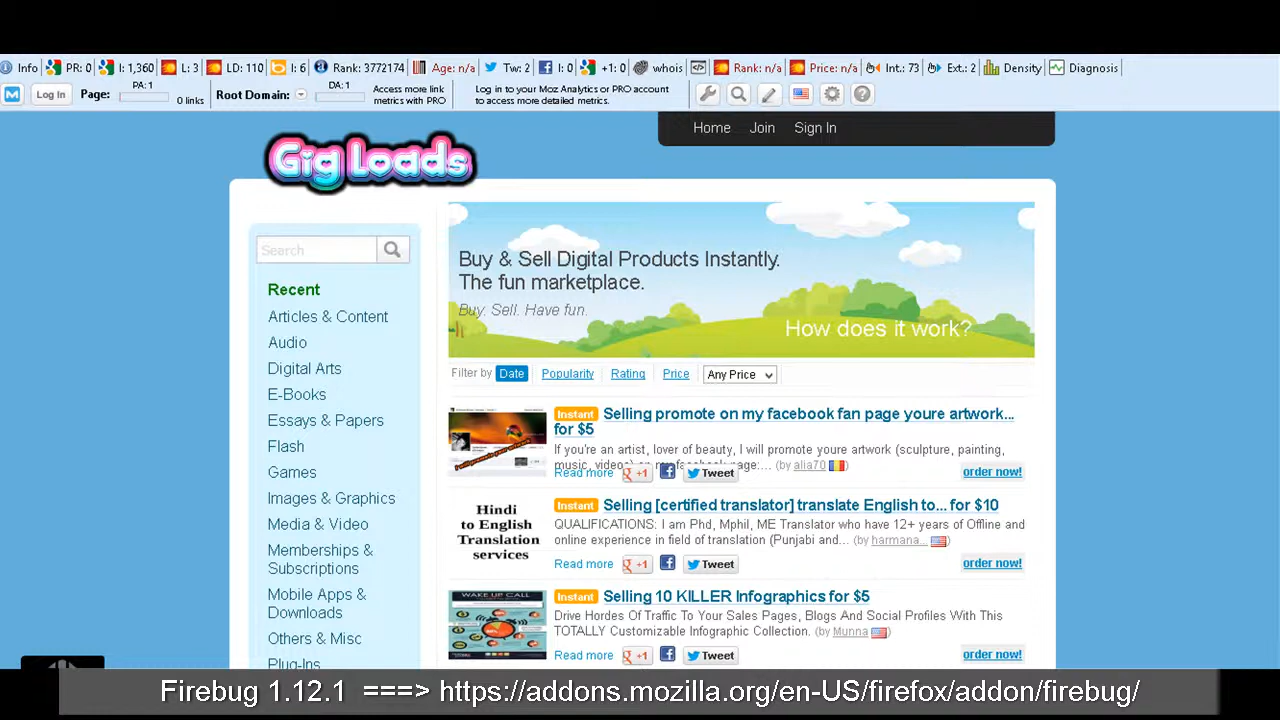 Info PR: 0 I: 1,360 L: 3 LD: 110 I: 6 Rank: 3772174 Age: n/a Tw: 2 I: 0 +1: 0 whois Rank: n/a Price: n/a Int.: 73 Ext.: 2 Density Diagnosis
Log In Page: PA: 1 0 links Root Domain: DA: 1 Access more link metrics with PRO Log in to your Moz Analytics or PRO account to access more detailed metrics.
Home Join Sign In
Gig Loads
Search
Recent
Articles & Content
Audio
Digital Arts
E-Books
Essays & Papers
Flash
Games
Images & Graphics
Media & Video
Memberships &
Subscriptions
Mobile Apps &
Downloads
Others & Misc
Plug-Ins
Buy & Sell Digital Products Instantly.
The fun marketplace.
Buy. Sell. Have fun.
How does it work?
Filter by Date Popularity Rating Price Any Price
Instant Selling promote on my facebook fan page youre artwork...
for $5
If you're an artist, lover of beauty, I will promote youre artwork (sculpture, painting,
music, videos) on my facebook page:... (by alia70 )
Read more +1 Tweet order now!
Hindi
to English
Translation
services
Instant Selling [certified translator] translate English to... for $10
QUALIFICATIONS: I am Phd, Mphil, ME Translator who have 12+ years of Offline and
online experience in field of translation (Punjabi and... (by harmana... )
Read more +1 Tweet order now!
WAKE UP CALL
Instant Selling 10 KILLER Infographics for $5
Drive Hordes Of Traffic To Your Sales Pages, Blogs And Social Profiles With This
TOTALLY Customizable Infographic Collection. (by Munna )
Read more +1 Tweet order now!
Firebug 1.12.1 ===> https://addons.mozilla.org/en-US/firefox/addon/firebug/